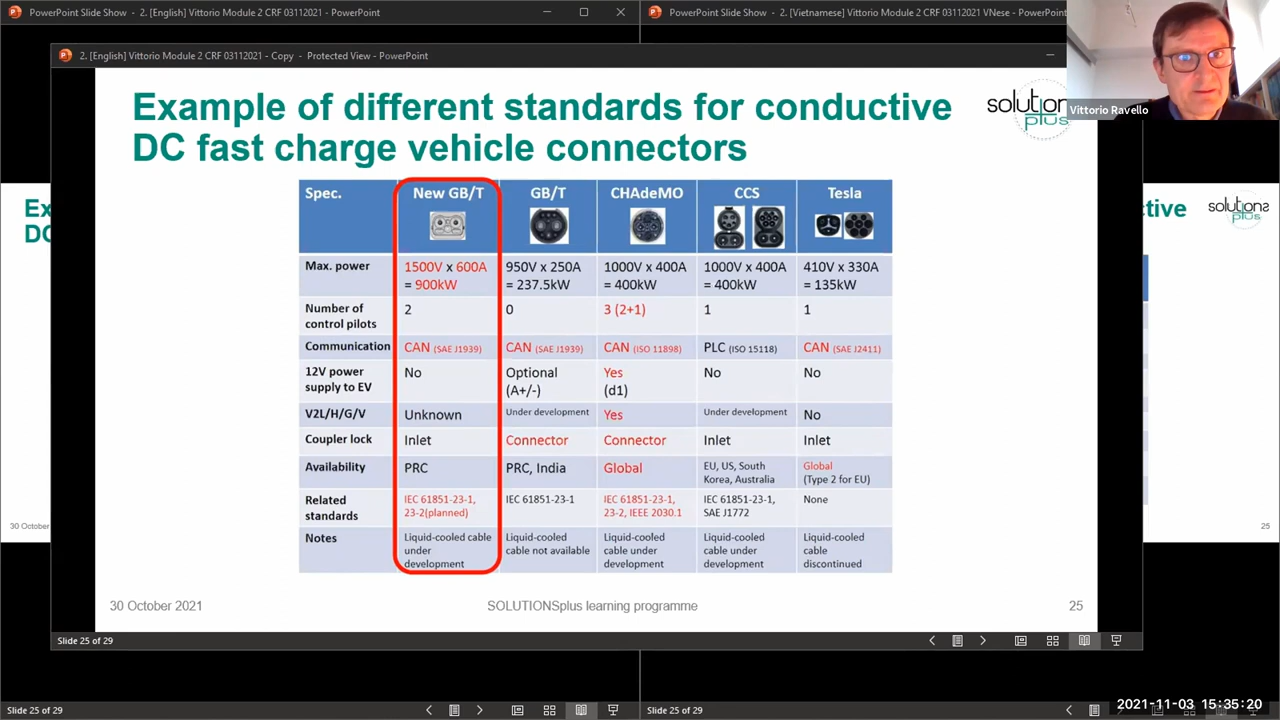 PowerPoint Slide Show - 2. [English] Vittorio Module 2 CRF 03112021 - PowerPoint
PowerPoint Slide Show - 2. [Vietnamese] Vittorio Module 2 CRF 03112021 VNese - PowerPoint
2. [English] Vittorio Module 2 CRF 03112021 - Copy - Protected View - PowerPoint
Vittorio Ravello
Example of different standards for conductive
DC fast charge vehicle connectors
solutions
plus
Spec. New GB/T GB/T CHAdeMO CCS Tesla
Max. power 1500V x 600A 950V x 250A 1000V x 400A 1000V x 400A 410V x 330A
= 900kW = 237.5kW = 400kW = 400kW = 135kW
Number of 2 0 3 (2+1) 1 1
control pilots
Communication CAN (SAE J1939) CAN (SAE J1939) CAN (ISO 11898) PLC (ISO 15118) CAN (SAE J2411)
12V power No Optional Yes No No
supply to EV (A+/-) (d1)
V2L/H/G/V Unknown Under development Yes Under development No
Coupler lock Inlet Connector Connector Inlet Inlet
Availability PRC PRC, India Global EU, US, South Global
Korea, Australia (Type 2 for EU)
Related IEC 61851-23-1, IEC 61851-23-1 IEC 61851-23-1, IEC 61851-23-1, None
standards 23-2(planned) 23-2, IEEE 2030.1 SAE J1772
Notes Liquid-cooled cable Liquid-cooled Liquid-cooled Liquid-cooled Liquid-cooled
under cable not available cable under cable under cable
development development development discontinued
30 October 2021 SOLUTIONSplus learning programme 25
Slide 25 of 29
Ex
DC
30 October
ctive
solutions
plus
25
Slide 25 of 29
Slide 25 of 29
2021-11-03 15:35:20